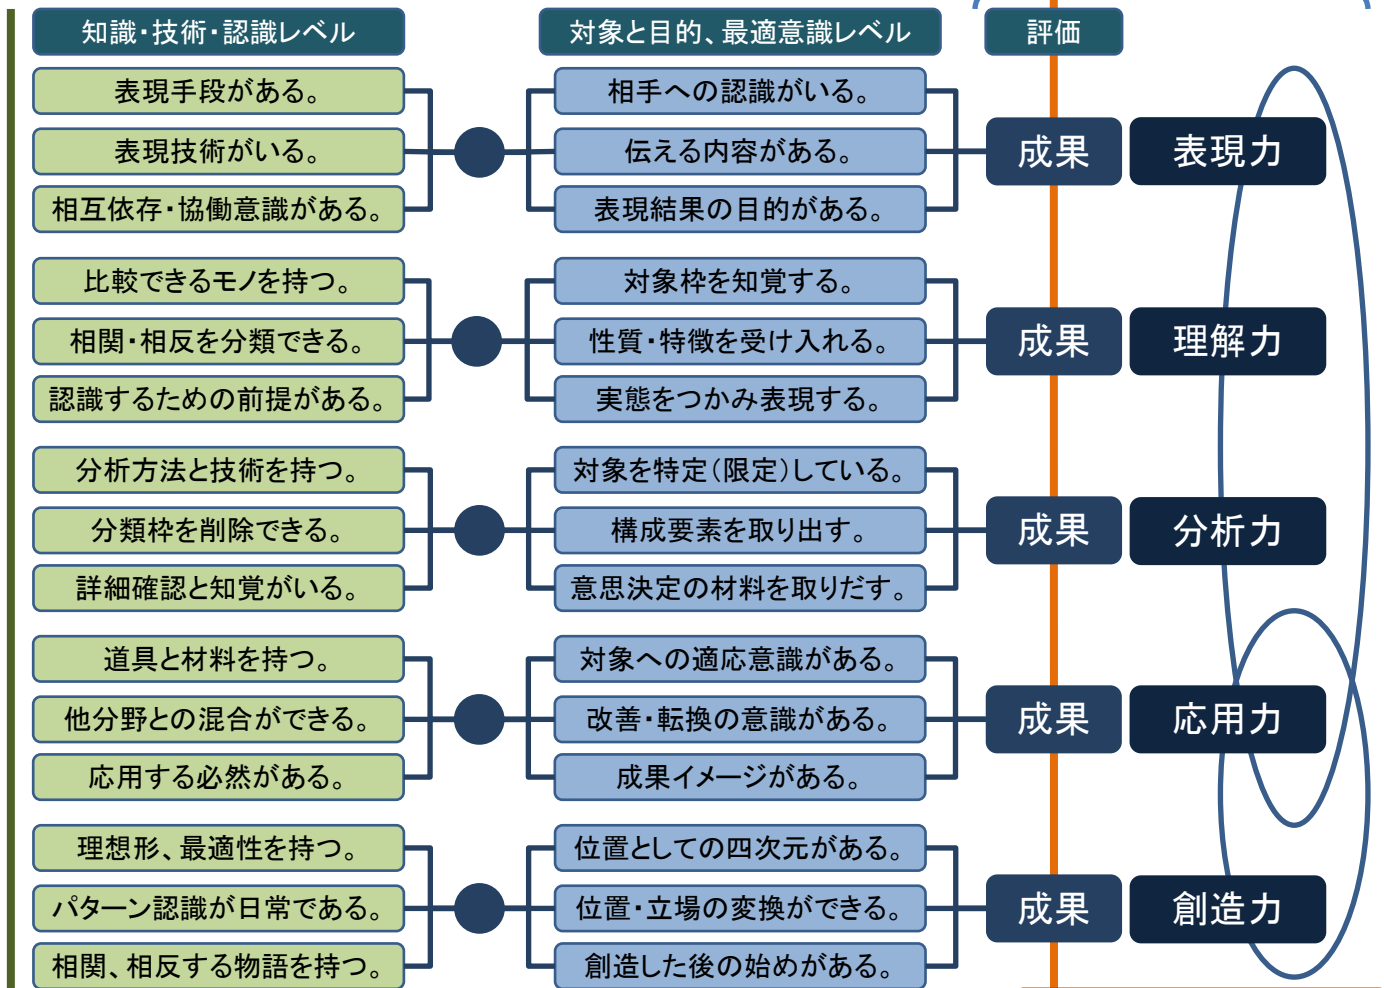 知識・技術・認識レベル
対象と目的、最適意識レベル
評価
表現手段がある。
表現技術がいる。
相互依存・協働意識がある。
相手への認識がいる。
伝える内容がある。
表現結果の目的がある。
成果
表現力
比較できるモノを持つ。
相関・相反を分類できる。
認識するための前提がある。
対象枠を知覚する。
性質・特徴を受け入れる。
実態をつかみ表現する。
成果
理解力
分析方法と技術を持つ。
分類枠を削除できる。
詳細確認と知覚がいる。
対象を特定(限定)している。
構成要素を取り出す。
意思決定の材料を取りだす。
成果
分析力
道具と材料を持つ。
他分野との混合ができる。
応用する必然がある。
対象への適応意識がある。
改善・転換の意識がある。
成果イメージがある。
成果
応用力
理想形、最適性を持つ。
パターン認識が日常である。
相関、相反する物語を持つ。
位置としての四次元がある。
位置・立場の変換ができる。
創造した後の始めがある。
成果
創造力